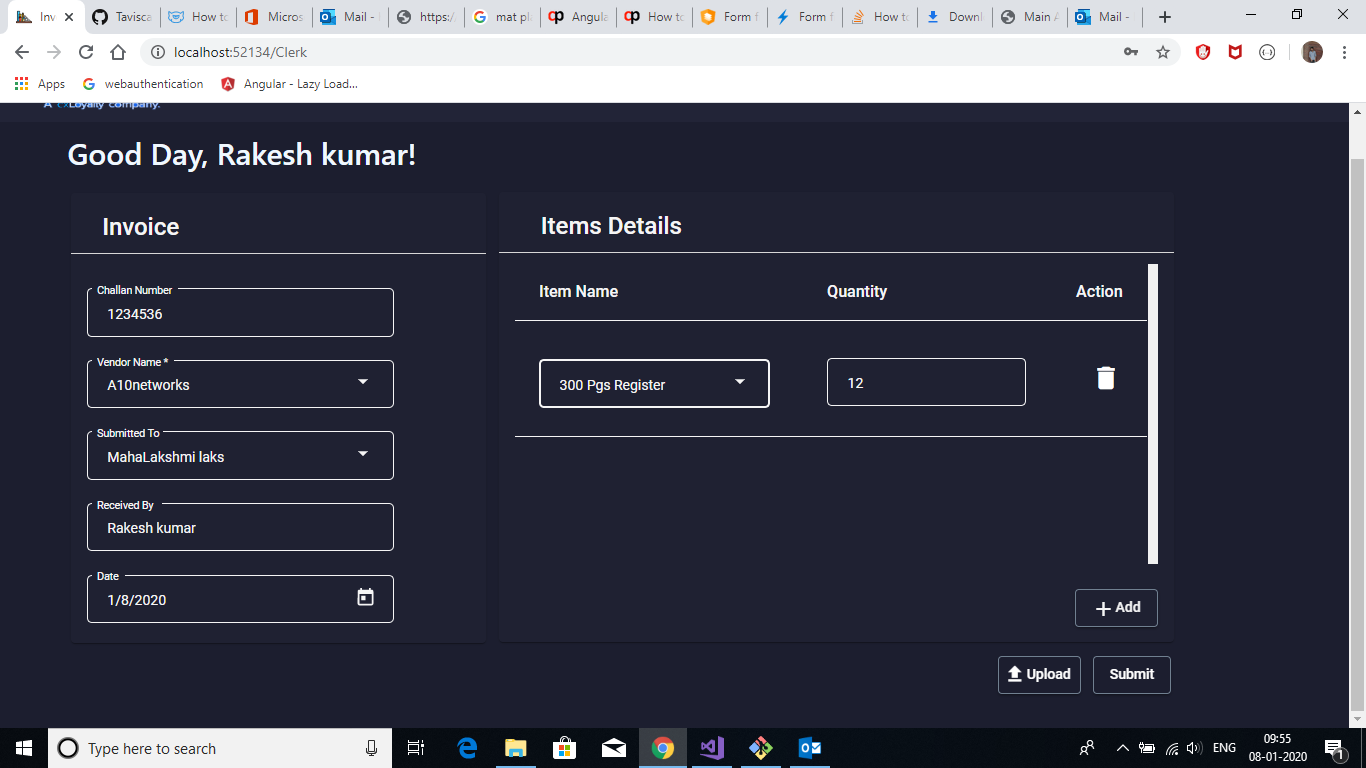 Inv
Tavisca
How to
Micros
Mail -
https:/
mat pl
Angula
How to
Form f
Form f
How to
Downl
Main A
Mail -
localhost:52134/Clerk
Apps
webauthentication
Angular - Lazy Load...
A cxLoyalty company.
Good Day, Rakesh kumar!
Invoice
Items Details
Challan Number
1234536
Vendor Name *
A10networks
Submitted To
MahaLakshmi laks
Received By
Rakesh kumar
Date
1/8/2020
Item Name Quantity Action
300 Pgs Register 12
Add
Upload Submit
Type here to search
ENG
09:55
08-01-2020
1